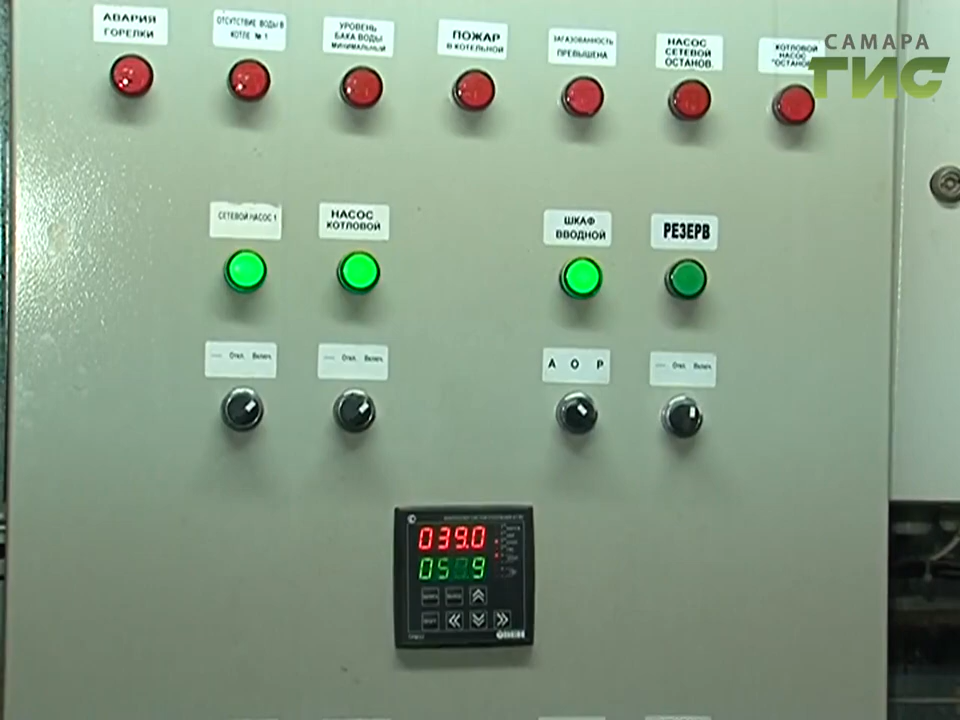 АВАРИЯ
ГОРЕЛКИ
ОТСУТСТВИЕ ВОДЫ В
КОТЛЕ № 1
УРОВЕНЬ
БАКА ВОДЫ
МИНИМАЛЬНЫЙ
ПОЖАР
В КОТЕЛЬНОЙ
ЗАГАЗОВАННОСТЬ
ПРЕВЫШЕНА
НАСОС
СЕТЕВОЙ
ОСТАНОВ.
КОТЛОВОЙ
НАСОС
САМАРА
ГИС
СЕТЕВОЙ НАСОС 1
НАСОС
КОТЛОВОЙ
ШКАФ
ВВОДНОЙ
РЕЗЕРВ
Откл. Включ.
Откл. Включ.
А О Р
Откл. Включ.
039.0
ОВЕН